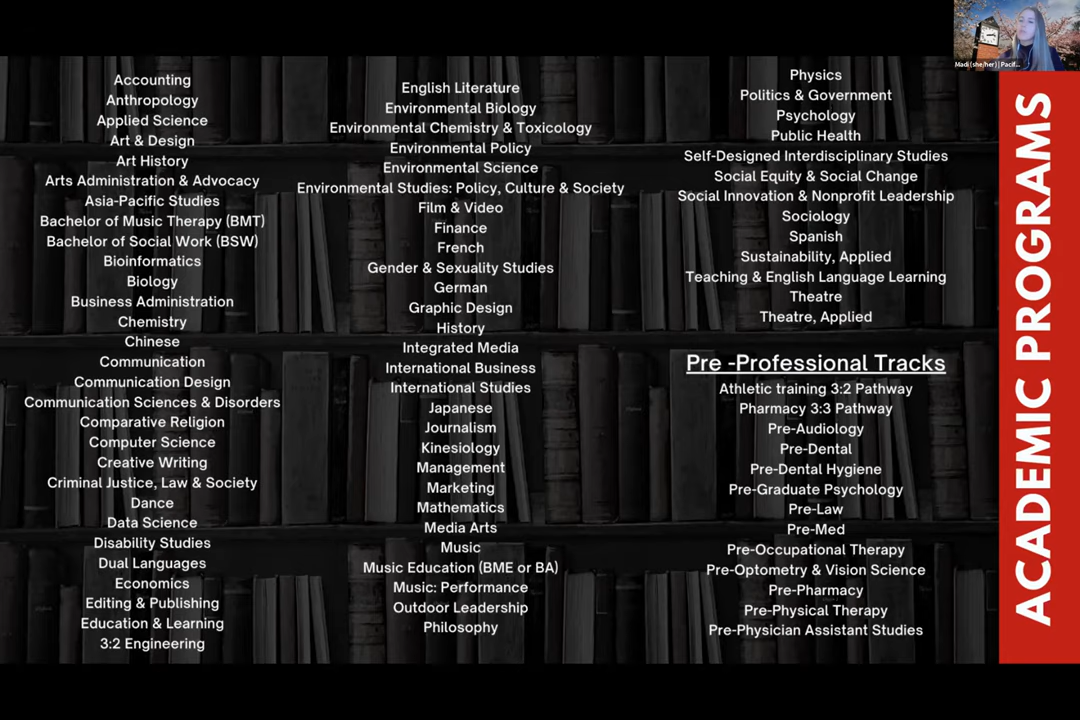 Accounting
Anthropology
Applied Science
Art & Design
Art History
Arts Administration & Advocacy
Asia-Pacific Studies
Bachelor of Music Therapy (BMT)
Bachelor of Social Work (BSW)
Bioinformatics
Biology
Business Administration
Chemistry
Chinese
Communication
Communication Design
Communication Sciences & Disorders
Comparative Religion
Computer Science
Creative Writing
Criminal Justice, Law & Society
Dance
Data Science
Disability Studies
Dual Languages
Economics
Editing & Publishing
Education & Learning
3:2 Engineering
English Literature
Environmental Biology
Environmental Chemistry & Toxicology
Environmental Policy
Environmental Science
Environmental Studies: Policy, Culture & Society
Film & Video
Finance
French
Gender & Sexuality Studies
German
Graphic Design
History
Integrated Media
International Business
International Studies
Japanese
Journalism
Kinesiology
Management
Marketing
Mathematics
Media Arts
Music
Music Education (BME or BA)
Music: Performance
Outdoor Leadership
Philosophy
Physics
Politics & Government
Psychology
Public Health
Self-Designed Interdisciplinary Studies
Social Equity & Social Change
Social Innovation & Nonprofit Leadership
Sociology
Spanish
Sustainability, Applied
Teaching & English Language Learning
Theatre
Theatre, Applied
Pre -Professional Tracks
Athletic training 3:2 Pathway
Pharmacy 3:3 Pathway
Pre-Audiology
Pre-Dental
Pre-Dental Hygiene
Pre-Graduate Psychology
Pre-Law
Pre-Med
Pre-Occupational Therapy
Pre-Optometry & Vision Science
Pre-Pharmacy
Pre-Physical Therapy
Pre-Physician Assistant Studies
ACADEMIC PROGRAMS
Madi (she/her) | Pacif...